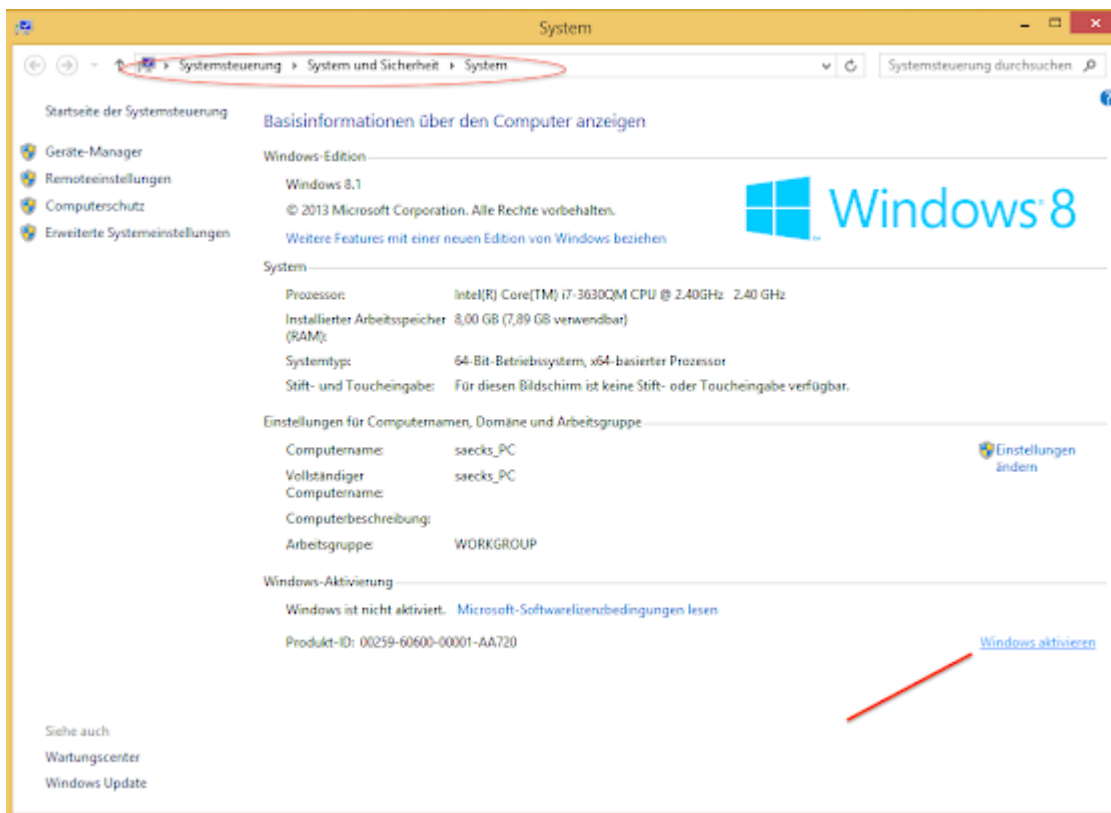 System
Systemsteuerung ▸ System und Sicherheit ▸ System
Systemsteuerung durchsuchen
Startseite der Systemsteuerung
Geräte-Manager
Remoteeinstellungen
Computerschutz
Erweiterte Systemeinstellungen
Basisinformationen über den Computer anzeigen
Windows-Edition
Windows 8.1
© 2013 Microsoft Corporation. Alle Rechte vorbehalten.
Weitere Features mit einer neuen Edition von Windows beziehen
Windows 8
System
Prozessor: Intel(R) Core(TM) i7-3630QM CPU @ 2.40GHz 2.40 GHz
Installierter Arbeitsspeicher 8,00 GB (7,89 GB verwendbar)
(RAM):
Systemtyp: 64-Bit-Betriebssystem, x64-basierter Prozessor
Stift- und Toucheingabe: Für diesen Bildschirm ist keine Stift- oder Toucheingabe verfügbar.
Einstellungen für Computernamen, Domäne und Arbeitsgruppe
Computername: saecks_PC
Einstellungen
ändern
Vollständiger saecks_PC
Computername:
Computerbeschreibung:
Arbeitsgruppe: WORKGROUP
Windows-Aktivierung
Windows ist nicht aktiviert. Microsoft-Softwarelizenzbedingungen lesen
Produkt-ID: 00259-60600-00001-AA720
Windows aktivieren
Siehe auch
Wartungscenter
Windows Update